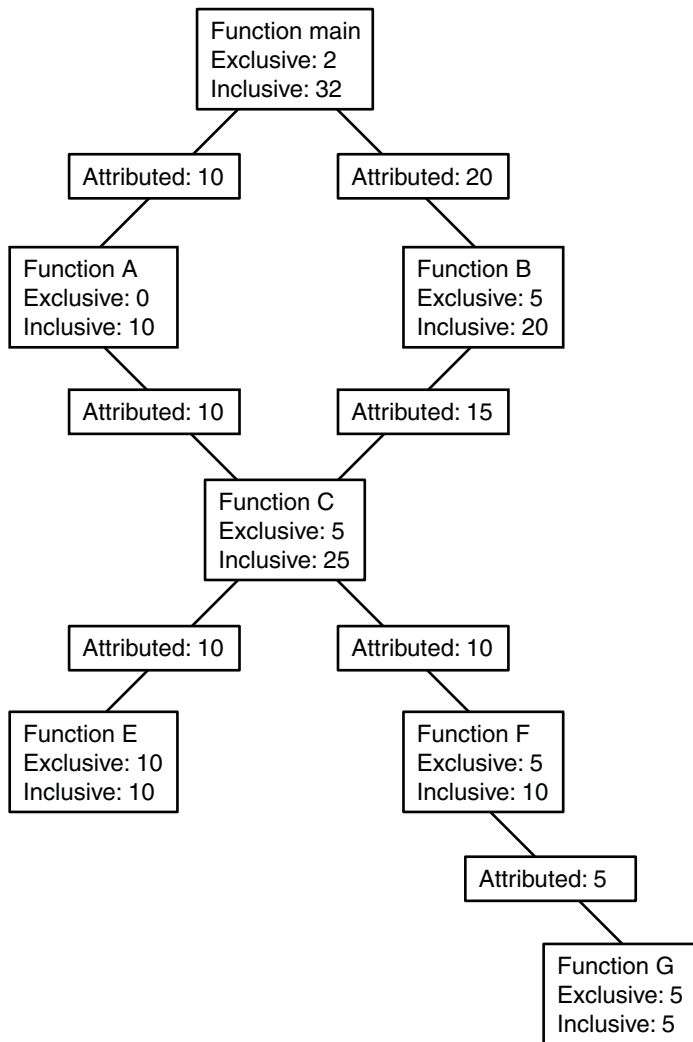 Function main
Exclusive: 2
Inclusive: 32
Attributed: 10
Attributed: 20
Function A
Exclusive: 0
Inclusive: 10
Function B
Exclusive: 5
Inclusive: 20
Attributed: 10
Attributed: 15
Function C
Exclusive: 5
Inclusive: 25
Attributed: 10
Attributed: 10
Function E
Exclusive: 10
Inclusive: 10
Function F
Exclusive: 5
Inclusive: 10
Attributed: 5
Function G
Exclusive: 5
Inclusive: 5